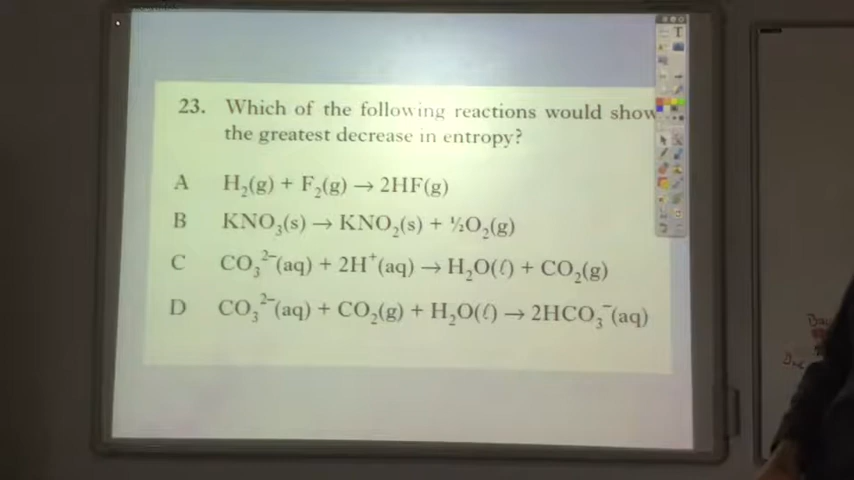 23. Which of the following reactions would show
the greatest decrease in entropy?
A H₂(g) + F₂(g) → 2HF(g)
B KNO₃(s) → KNO₂(s) + ½O₂(g)
C CO₃²⁻(aq) + 2H⁺(aq) → H₂O(ℓ) + CO₂(g)
D CO₃²⁻(aq) + CO₂(g) + H₂O(ℓ) → 2HCO₃⁻(aq)